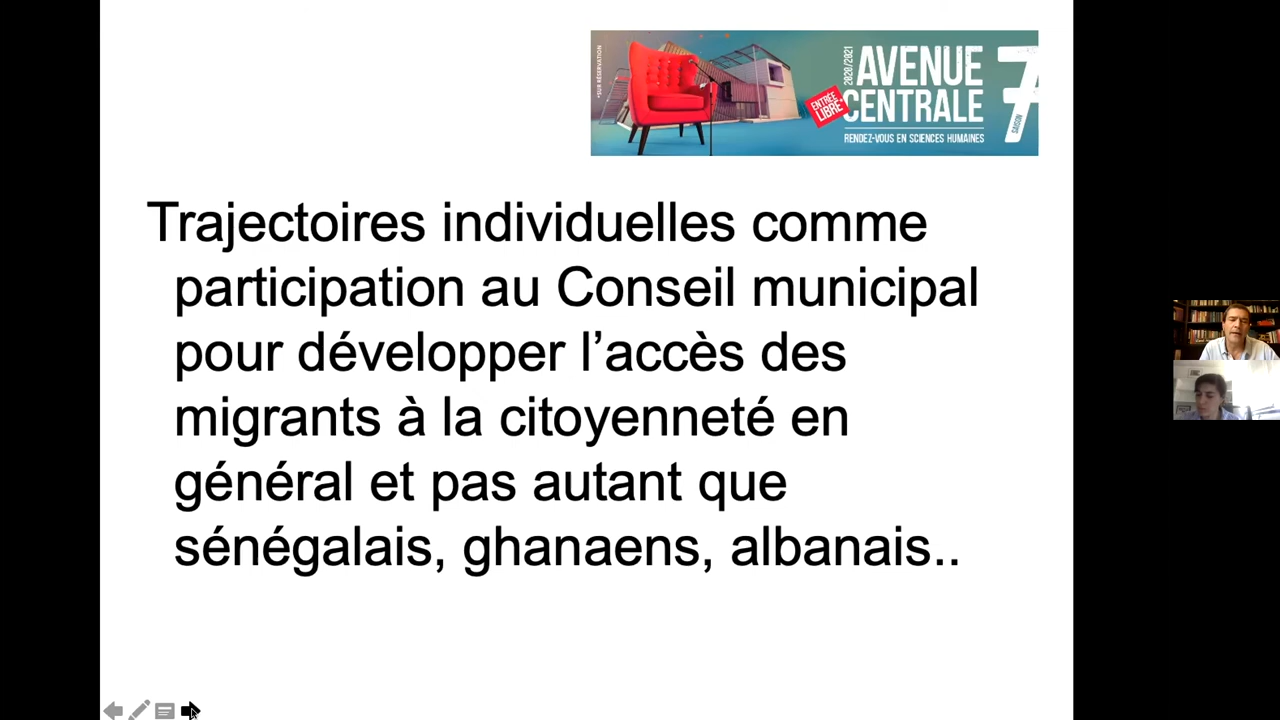 *SUR RÉSERVATION
2020/2021
AVENUE
CENTRALE
ENTRÉE
LIBRE*
RENDEZ-VOUS EN SCIENCES HUMAINES
7
SAISON
Trajectoires individuelles comme
participation au Conseil municipal
pour développer l’accès des
migrants à la citoyenneté en
général et pas autant que
sénégalais, ghanaens, albanais..